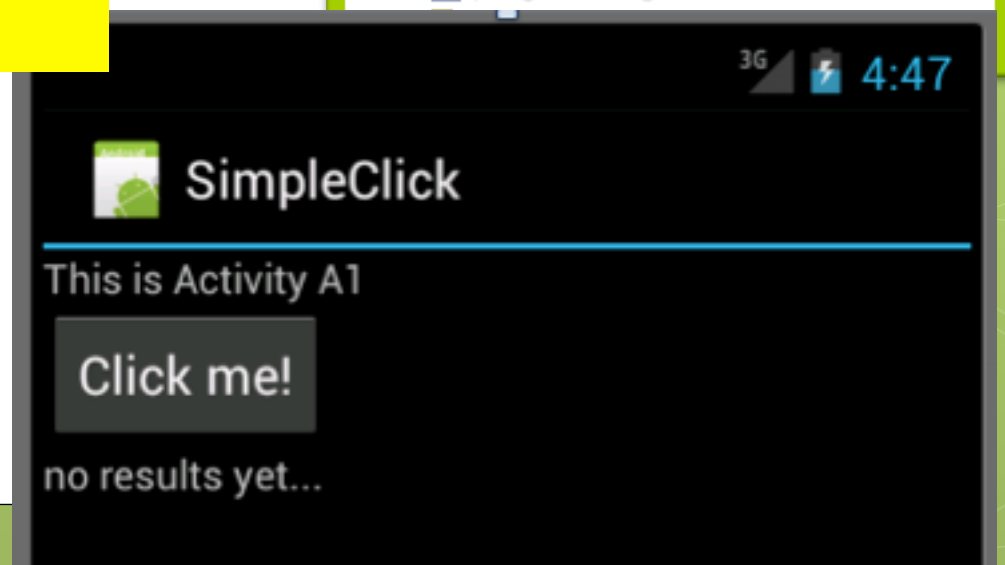 3G 4:47
SimpleClick
This is Activity A1
Click me!
no results yet...